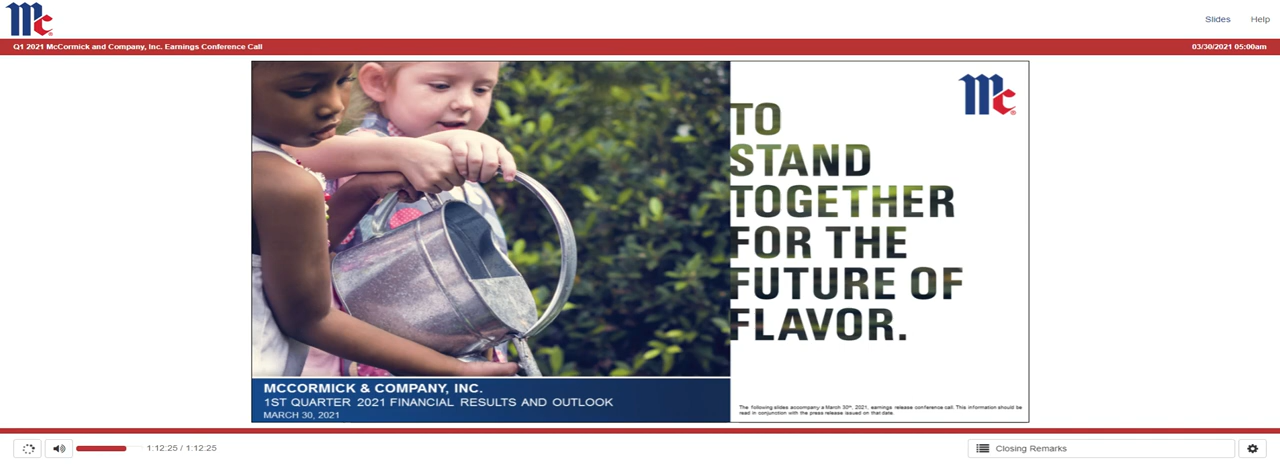 Mc
Slides
Help
Q1 2021 McCormick and Company, Inc. Earnings Conference Call
03/30/2021 05:00am
Mc
TO
STAND
TOGETHER
FOR THE
FUTURE OF
FLAVOR.
MCCORMICK & COMPANY, INC.
1ST QUARTER 2021 FINANCIAL RESULTS AND OUTLOOK
MARCH 30, 2021
The following slides accompany a March 30th, 2021, earnings release conference call. This information should be
read in conjunction with the press release issued on that date.
1:12:25 / 1:12:25
Closing Remarks